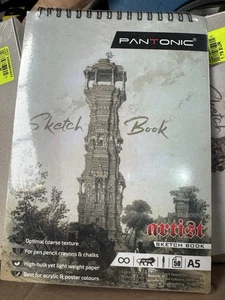 PANTONIC®
Sketch Book
artist
SKETCH BOOK
Optimal coarse texture
For pen pencil crayons & chalks
High-bulk yet light weight paper
Best for acrylic & poster colours
50
A5